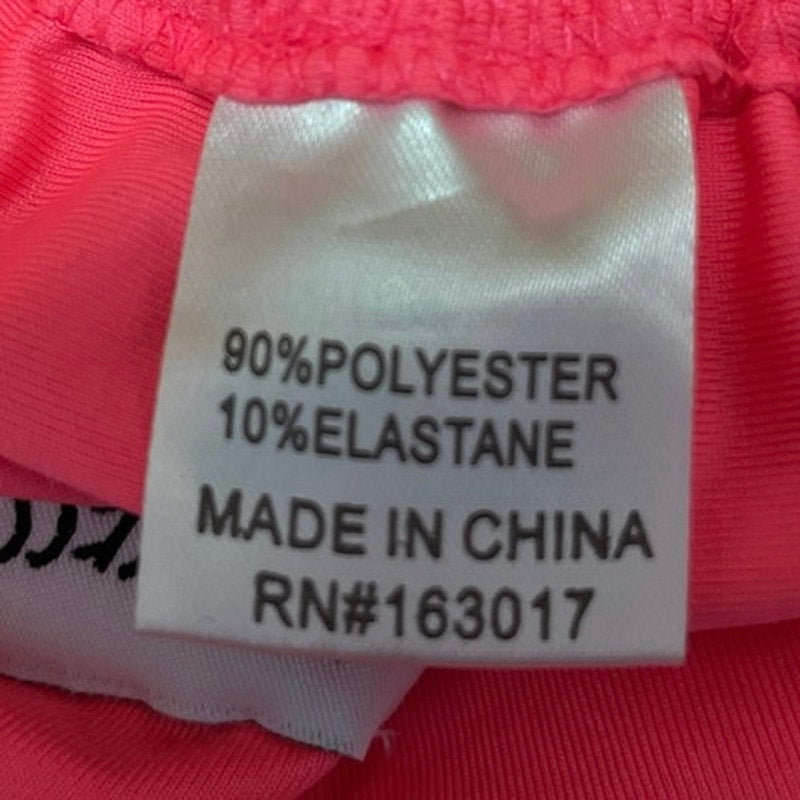 90%POLYESTER
10%ELASTANE
MADE IN CHINA
RN#163017